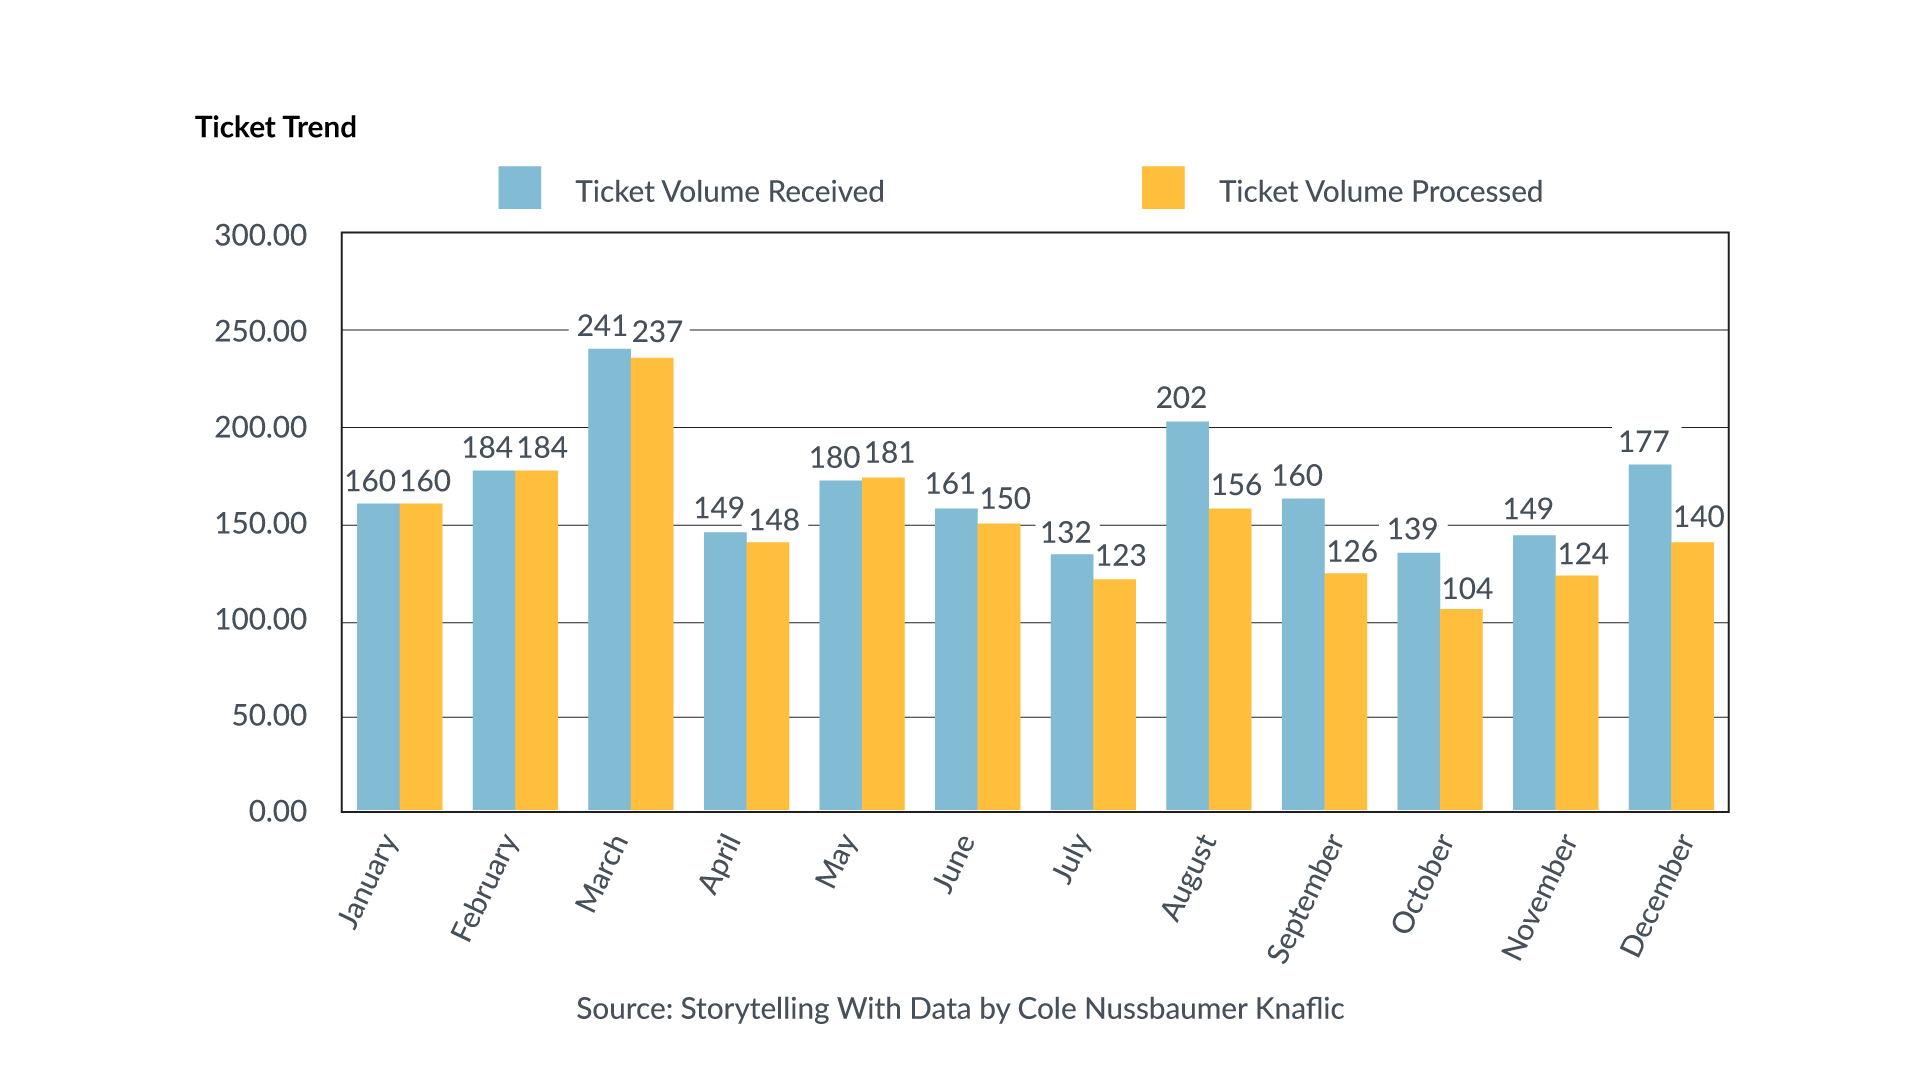 Ticket Trend
Ticket Volume Received
Ticket Volume Processed
300.00
250.00
200.00
150.00
100.00
50.00
0.00
160 160
184 184
241 237
149 148
180 181
161 150
132 123
202 156
160 126
139 104
149 124
177 140
January
February
March
April
May
June
July
August
September
October
November
December
Source: Storytelling With Data by Cole Nussbaumer Knaflic